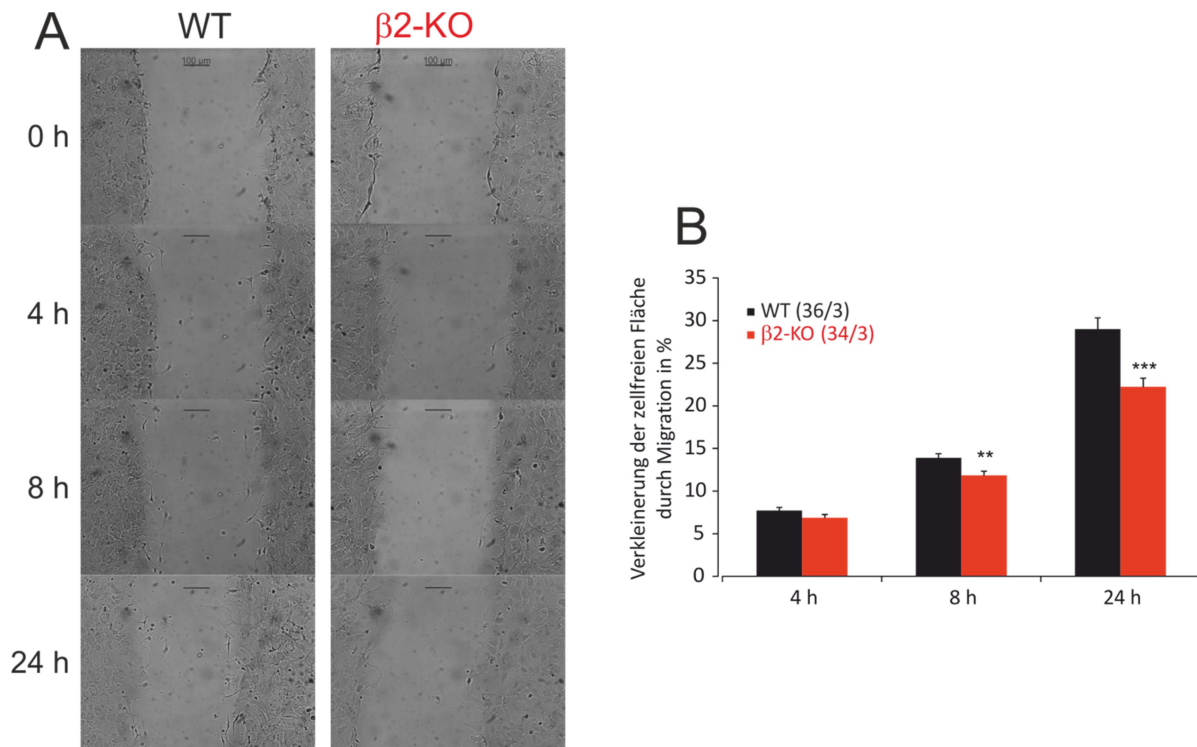 A
WT
β2-KO
100 µm
100 µm
0 h
4 h
8 h
24 h
B
Verkleinerung der zellfreien Fläche
durch Migration in %
35
30
25
20
15
10
5
0
WT (36/3)
β2-KO (34/3)
**
***
4 h
8 h
24 h